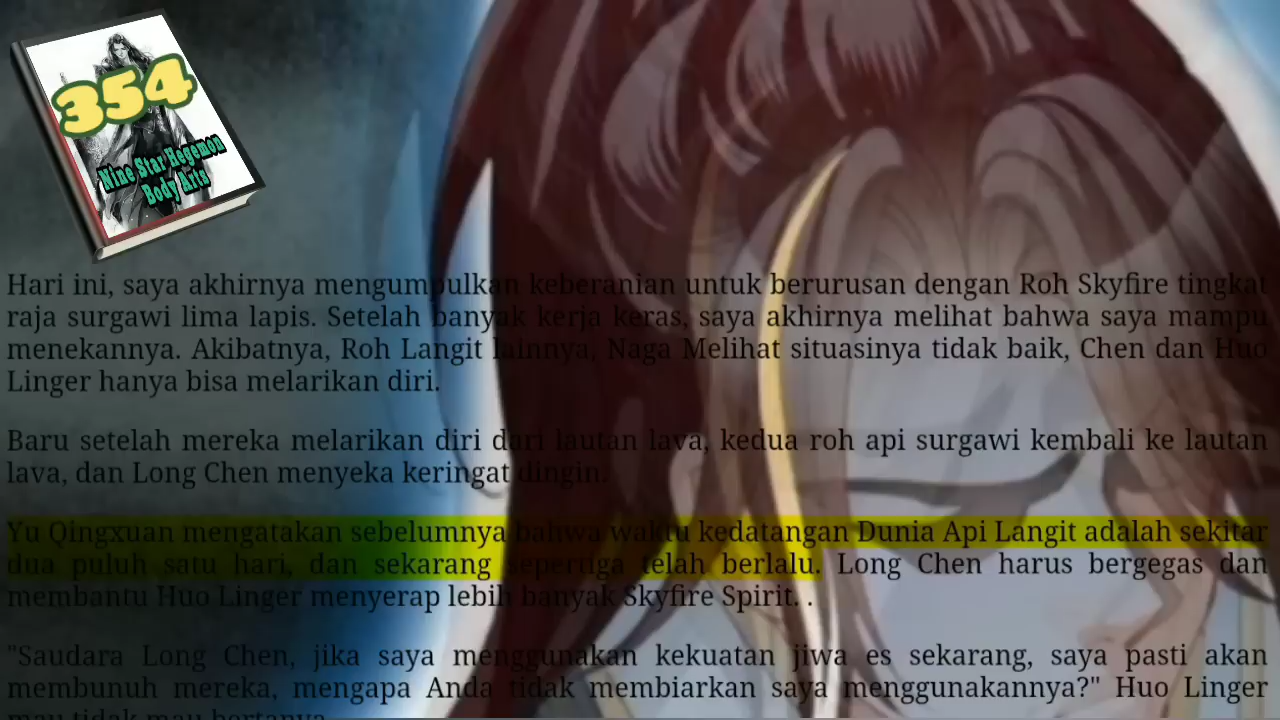 354
Nine Star Hegemon
Body Arts
Hari ini, saya akhirnya mengumpulkan keberanian untuk berurusan dengan Roh Skyfire tingkat
raja surgawi lima lapis. Setelah banyak kerja keras, saya akhirnya melihat bahwa saya mampu
menekannya. Akibatnya, Roh Langit lainnya, Naga Melihat situasinya tidak baik, Chen dan Huo
Linger hanya bisa melarikan diri.
Baru setelah mereka melarikan diri dari lautan lava, kedua roh api surgawi kembali ke lautan
lava, dan Long Chen menyeka keringat dingin.
Yu Qingxuan mengatakan sebelumnya bahwa waktu kedatangan Dunia Api Langit adalah sekitar
dua puluh satu hari, dan sekarang sepertiga telah berlalu. Long Chen harus bergegas dan
membantu Huo Linger menyerap lebih banyak Skyfire Spirit. .
"Saudara Long Chen, jika saya menggunakan kekuatan jiwa es sekarang, saya pasti akan
membunuh mereka, mengapa Anda tidak membiarkan saya menggunakannya?" Huo Linger
mau tidak mau bertanya.